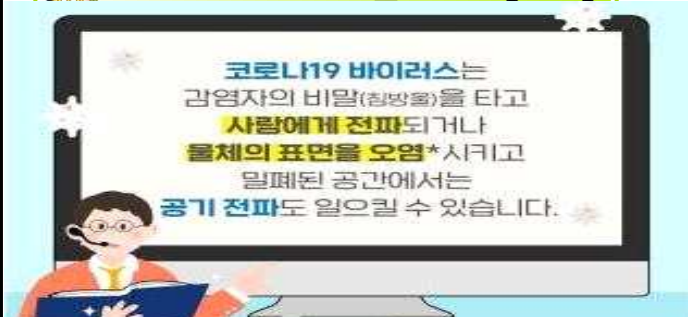 코로나19 바이러스는
감염자의 비말(침방울)을 타고
사람에게 전파되거나
물체의 표면을 오염*시키고
밀폐된 공간에서는
공기 전파도 일으킬 수 있습니다.